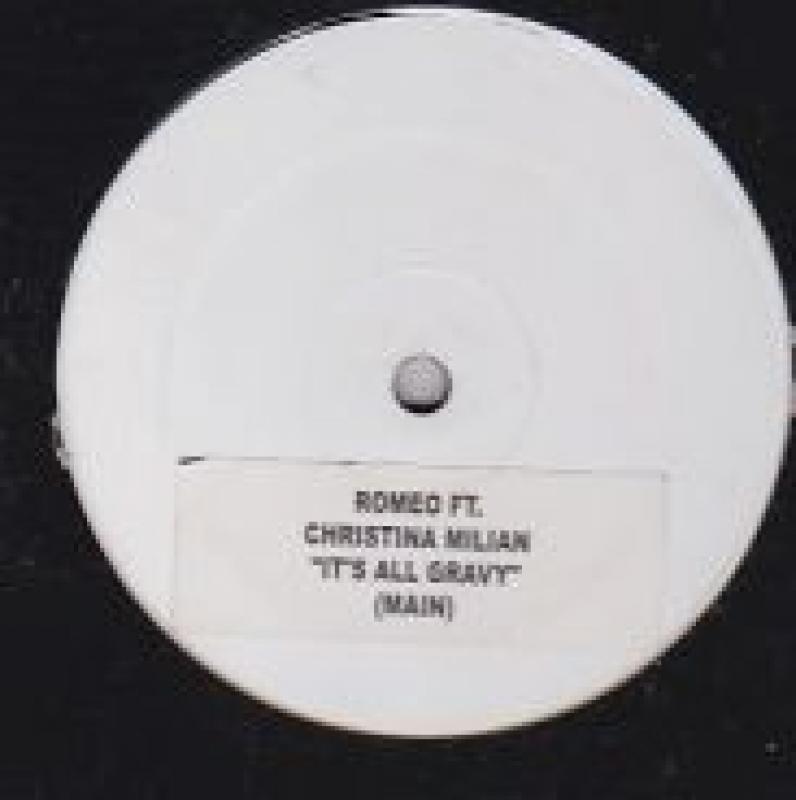 ROMEO FT.
CHRISTINA MILIAN
"IT'S ALL GRAVY"
(MAIN)